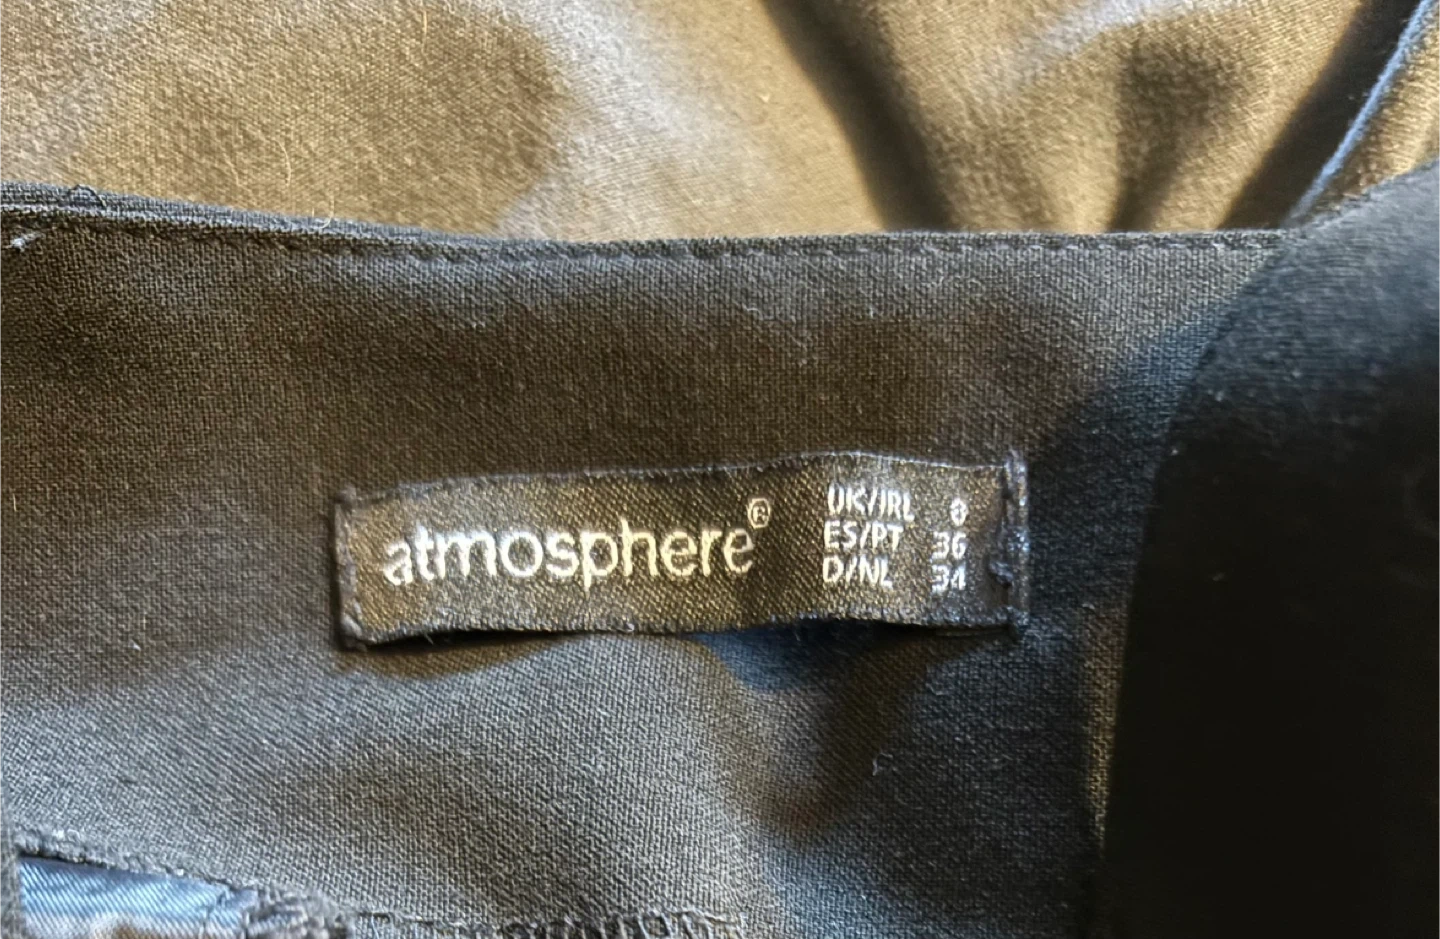 atmosphere®
UK/IRL 8
ES/PT 36
D/NL 34